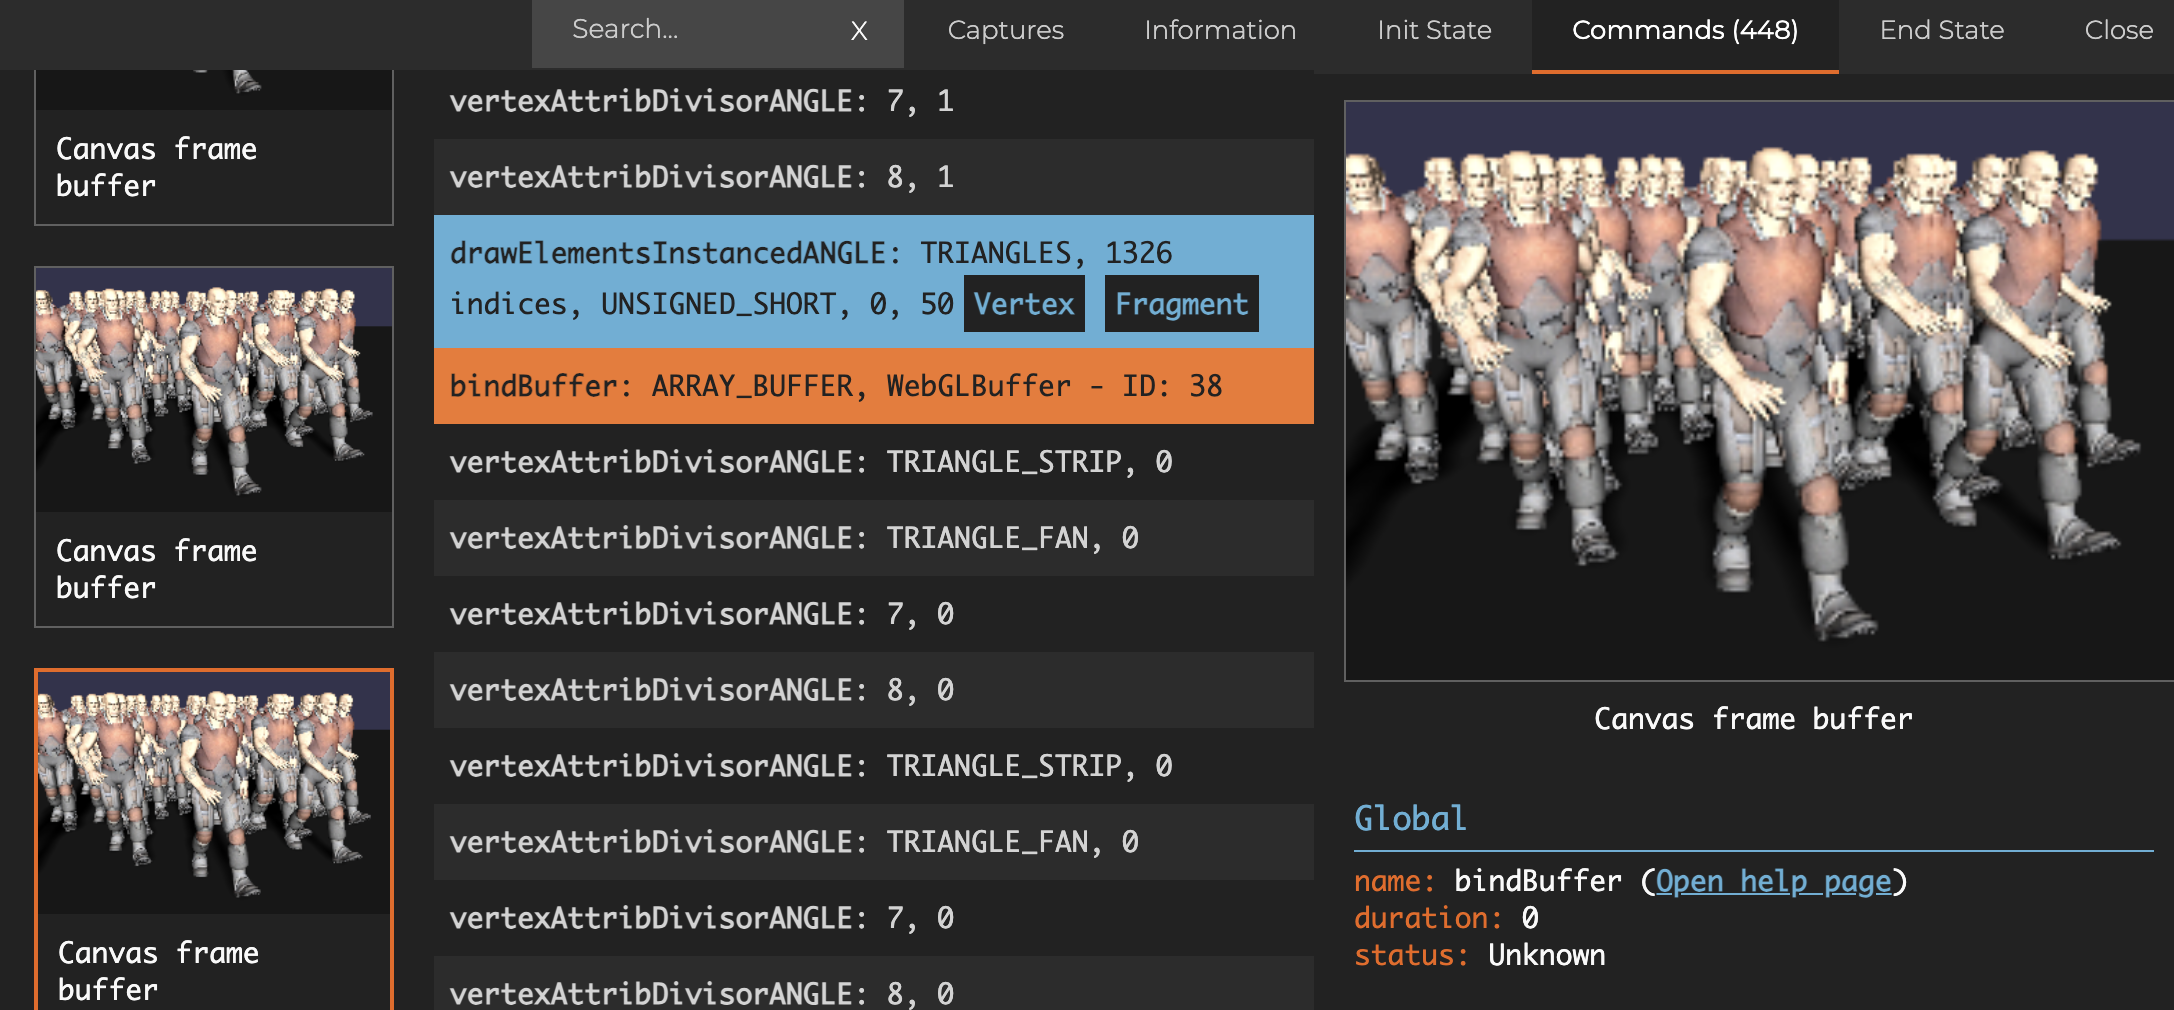 Search...
X
Captures
Information
Init State
Commands (448)
End State
Close
Canvas frame
buffer
Canvas frame
buffer
Canvas frame
buffer
vertexAttribDivisorANGLE: 7, 1
vertexAttribDivisorANGLE: 8, 1
drawElementsInstancedANGLE: TRIANGLES, 1326
indices, UNSIGNED_SHORT, 0, 50 Vertex Fragment
bindBuffer: ARRAY_BUFFER, WebGLBuffer - ID: 38
vertexAttribDivisorANGLE: TRIANGLE_STRIP, 0
vertexAttribDivisorANGLE: TRIANGLE_FAN, 0
vertexAttribDivisorANGLE: 7, 0
vertexAttribDivisorANGLE: 8, 0
vertexAttribDivisorANGLE: TRIANGLE_STRIP, 0
vertexAttribDivisorANGLE: TRIANGLE_FAN, 0
vertexAttribDivisorANGLE: 7, 0
vertexAttribDivisorANGLE: 8, 0
Canvas frame buffer
Global
name: bindBuffer (Open help page)
duration: 0
status: Unknown